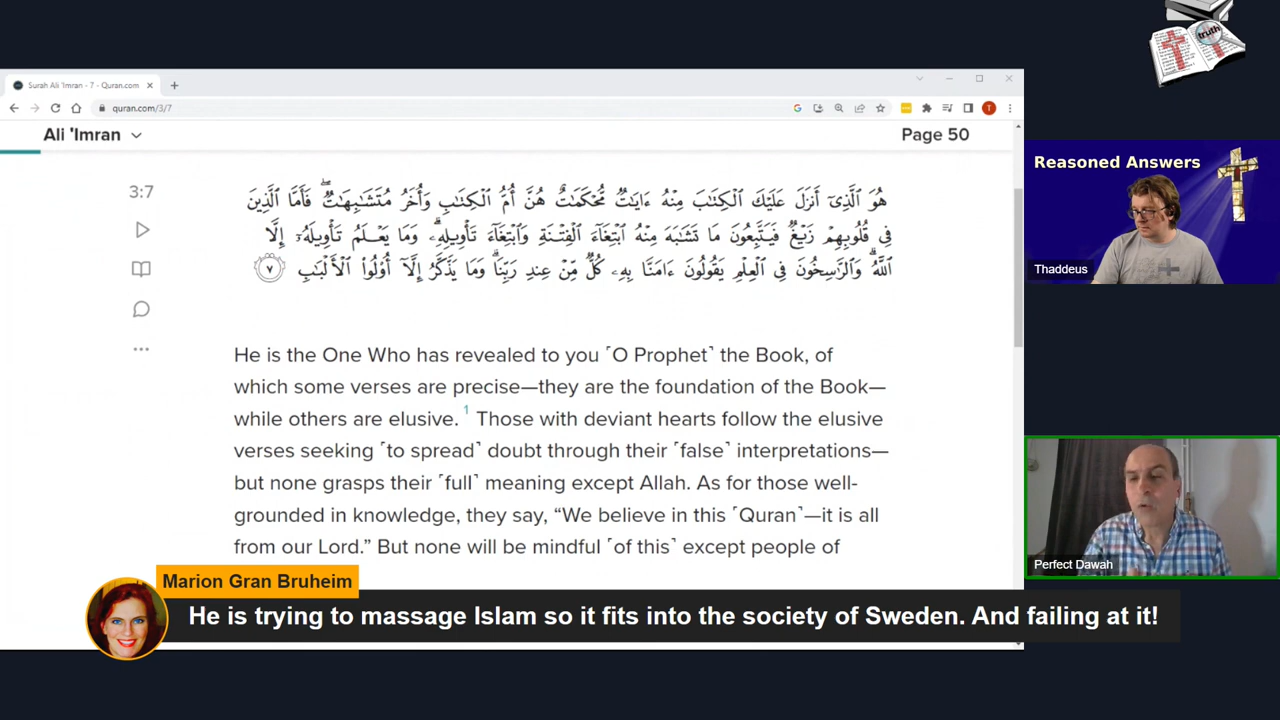 truth
Surah Ali 'Imran - 7 - Quran.com
quran.com/3/7
Ali 'Imran
Page 50
3:7
هُوَ ٱلَّذِىٓ أَنزَلَ عَلَيْكَ ٱلْكِتَـٰبَ مِنْهُ ءَايَـٰتٌۭ مُّحْكَمَـٰتٌ هُنَّ أُمُّ ٱلْكِتَـٰبِ وَأُخَرُ مُتَشَـٰبِهَـٰتٌۭ ۖ فَأَمَّا ٱلَّذِينَ
فِى قُلُوبِهِمْ زَيْغٌۭ فَيَتَّبِعُونَ مَا تَشَـٰبَهَ مِنْهُ ٱبْتِغَآءَ ٱلْفِتْنَةِ وَٱبْتِغَآءَ تَأْوِيلِهِۦ ۗ وَمَا يَعْلَمُ تَأْوِيلَهُۥٓ إِلَّا
ٱللَّهُ ۗ وَٱلرَّٰسِخُونَ فِى ٱلْعِلْمِ يَقُولُونَ ءَامَنَّا بِهِۦ كُلٌّۭ مِّنْ عِندِ رَبِّنَا ۗ وَمَا يَذَّكَّرُ إِلَّآ أُو۟لُوا۟ ٱلْأَلْبَـٰبِ ٧
He is the One Who has revealed to you ˹O Prophet˺ the Book, of
which some verses are precise—they are the foundation of the Book—
while others are elusive. 1 Those with deviant hearts follow the elusive
verses seeking ˹to spread˺ doubt through their ˹false˺ interpretations—
but none grasps their ˹full˺ meaning except Allah. As for those well-
grounded in knowledge, they say, “We believe in this ˹Quran˺—it is all
from our Lord.” But none will be mindful ˹of this˺ except people of
Reasoned Answers
Thaddeus
Perfect Dawah
Marion Gran Bruheim
He is trying to massage Islam so it fits into the society of Sweden. And failing at it!